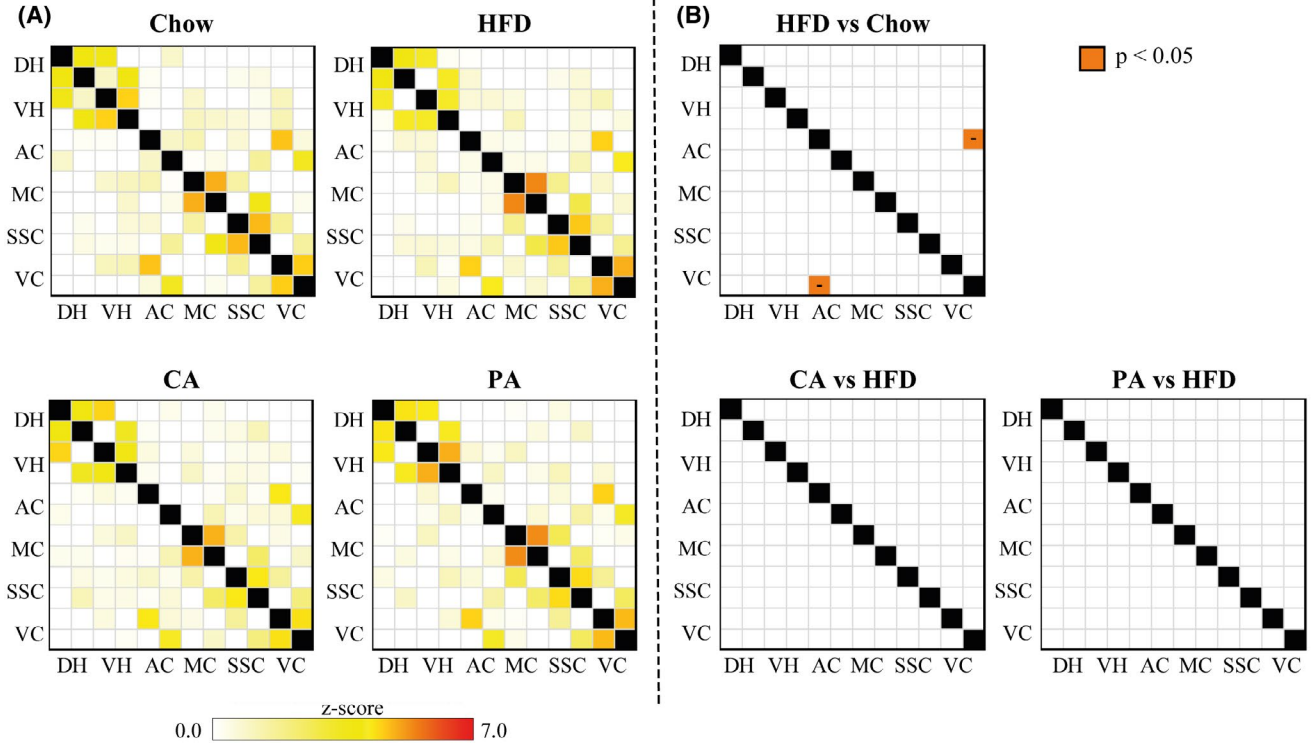 (A)
Chow
DH
VH
AC
MC
SSC
VC
DH VH AC MC SSC VC
HFD
DH
VH
AC
MC
SSC
VC
DH VH AC MC SSC VC
(B)
HFD vs Chow
DH
VH
AC
MC
SSC
VC
-
-
DH VH AC MC SSC VC
p < 0.05
CA
DH
VH
AC
MC
SSC
VC
DH VH AC MC SSC VC
PA
DH
VH
AC
MC
SSC
VC
DH VH AC MC SSC VC
CA vs HFD
DH
VH
AC
MC
SSC
VC
DH VH AC MC SSC VC
PA vs HFD
DH
VH
AC
MC
SSC
VC
DH VH AC MC SSC VC
z-score
0.0 7.0